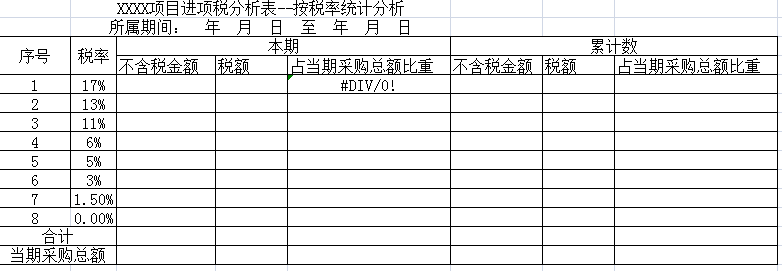 XXXX项目进项税分析表--按税率统计分析
所属期间： 年 月 日 至 年 月 日
序号 税率 本期 累计数
不含税金额 税额 占当期采购总额比重 不含税金额 税额 占当期采购总额比重
1 17% #DIV/0!
2 13%
3 11%
4 6%
5 5%
6 3%
7 1.50%
8 0.00%
合计
当期采购总额